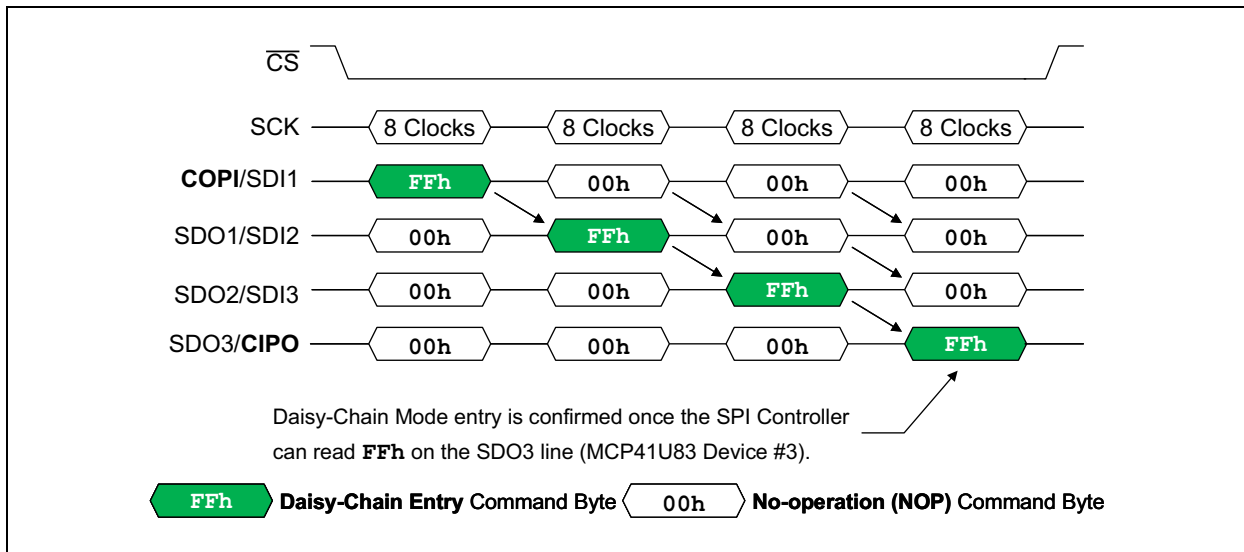 CS
SCK 8 Clocks 8 Clocks 8 Clocks 8 Clocks
COPI/SDI1 FFh 00h 00h 00h
SDO1/SDI2 00h FFh 00h 00h
SDO2/SDI3 00h 00h FFh 00h
SDO3/CIPO 00h 00h 00h FFh
Daisy-Chain Mode entry is confirmed once the SPI Controller
can read FFh on the SDO3 line (MCP41U83 Device #3).
FFh Daisy-Chain Entry Command Byte 00h No-operation (NOP) Command Byte